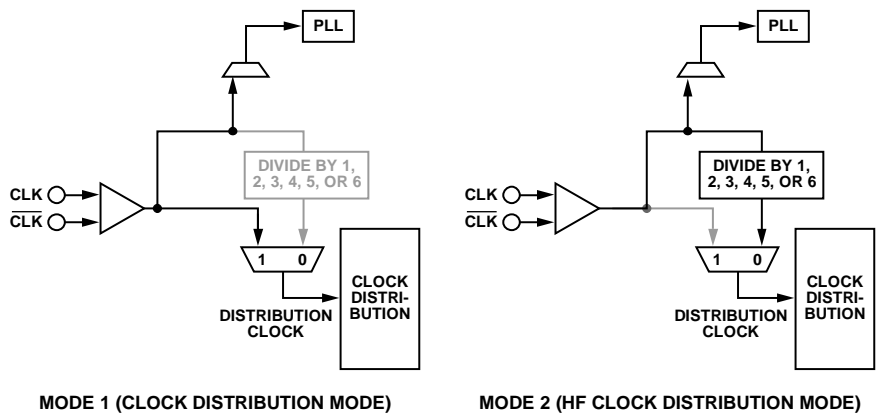 PLL
DIVIDE BY 1,
2, 3, 4, 5, OR 6
CLK
CLK
1 0
CLOCK
DISTRI-
BUTION
DISTRIBUTION
CLOCK
MODE 1 (CLOCK DISTRIBUTION MODE)
PLL
DIVIDE BY 1,
2, 3, 4, 5, OR 6
CLK
CLK
1 0
CLOCK
DISTRI-
BUTION
DISTRIBUTION
CLOCK
MODE 2 (HF CLOCK DISTRIBUTION MODE)